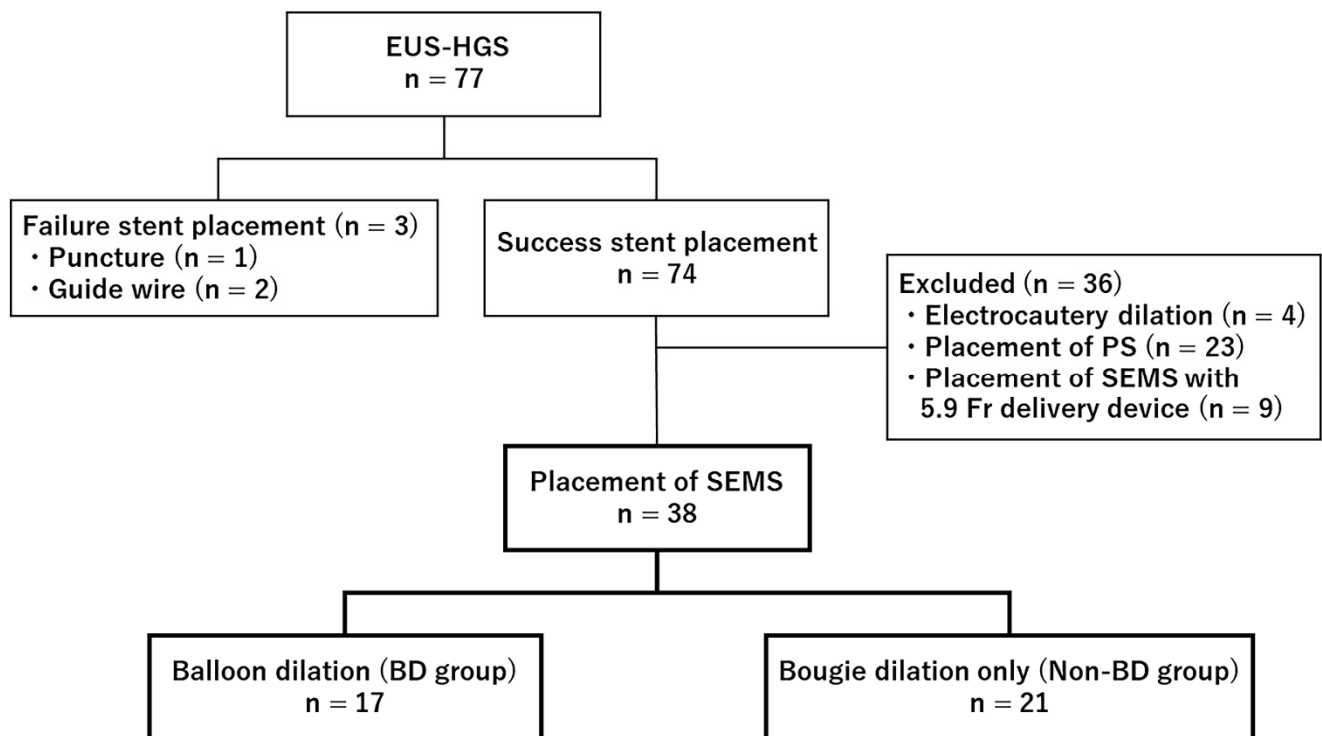 EUS-HGS
n = 77
Failure stent placement (n = 3)
・Puncture (n = 1)
・Guide wire (n = 2)
Success stent placement
n = 74
Excluded (n = 36)
・Electrocautery dilation (n = 4)
・Placement of PS (n = 23)
・Placement of SEMS with
5.9 Fr delivery device (n = 9)
Placement of SEMS
n = 38
Balloon dilation (BD group)
n = 17
Bougie dilation only (Non-BD group)
n = 21